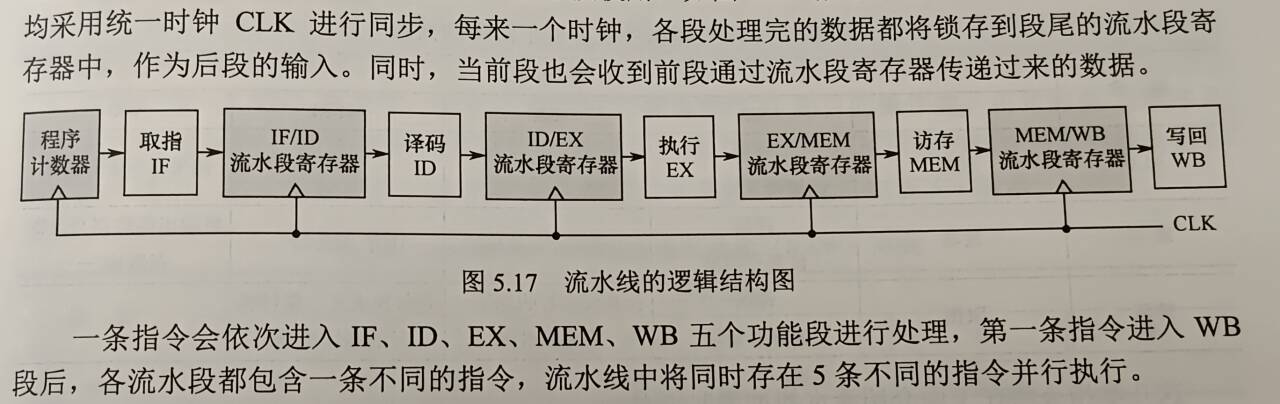 均采用统一时钟 CLK 进行同步，每来一个时钟，各段处理完的数据都将锁存到段尾的流水段寄
存器中，作为后段的输入。同时，当前段也会收到前段通过流水段寄存器传递过来的数据。
程序
计数器
取指
IF
IF/ID
流水段寄存器
译码
ID
ID/EX
流水段寄存器
执行
EX
EX/MEM
流水段寄存器
访存
MEM
MEM/WB
流水段寄存器
写回
WB
CLK
图 5.17 流水线的逻辑结构图
一条指令会依次进入 IF、ID、EX、MEM、WB 五个功能段进行处理，第一条指令进入 WB
段后，各流水段都包含一条不同的指令，流水线中将同时存在 5 条不同的指令并行执行。